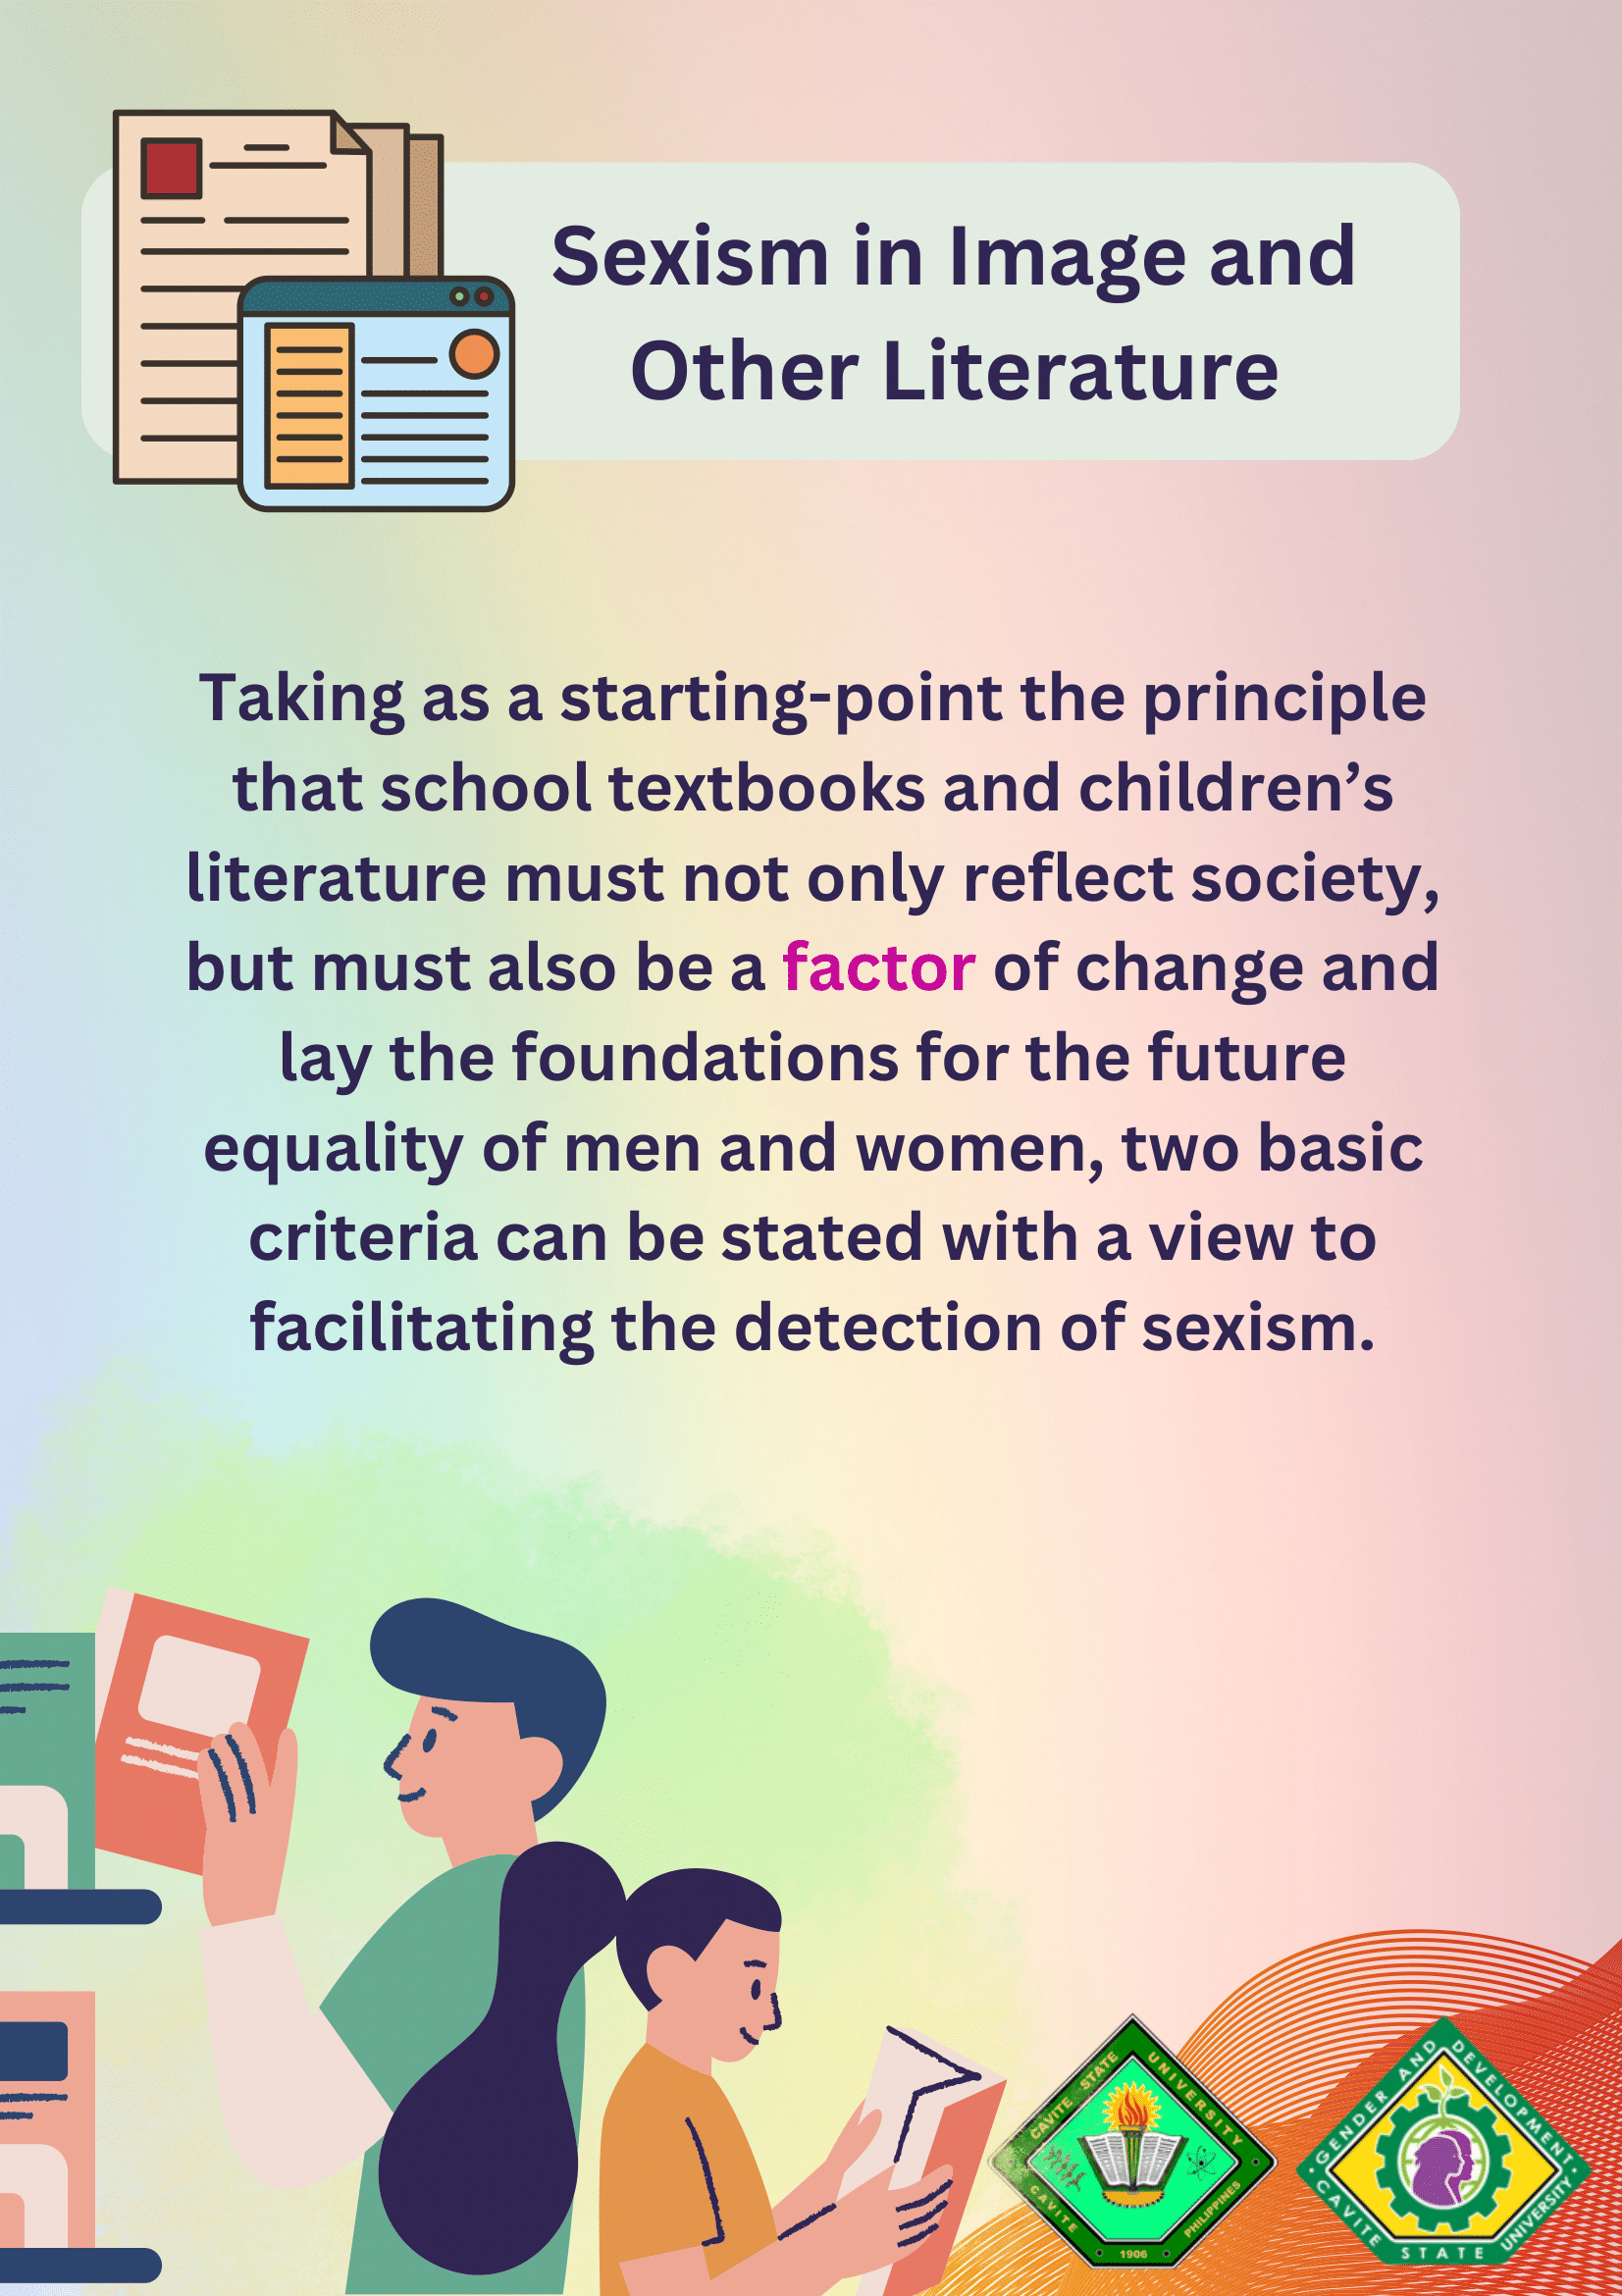 Sexism in Image and
Other Literature
Taking as a starting-point the principle
that school textbooks and children’s
literature must not only reflect society,
but must also be a factor of change and
lay the foundations for the future
equality of men and women, two basic
criteria can be stated with a view to
facilitating the detection of sexism.
CAVITE STATE UNIVERSITY
CAVITE PHILIPPINES
1906
GENDER AND DEVELOPMENT
CAVITE STATE UNIVERSITY